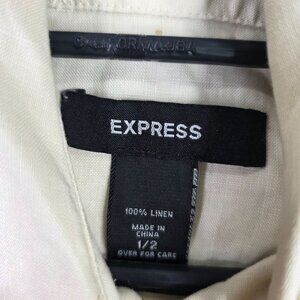 EXPRESS
100% LINEN
MADE IN
CHINA
1/2
OVER FOR CARE